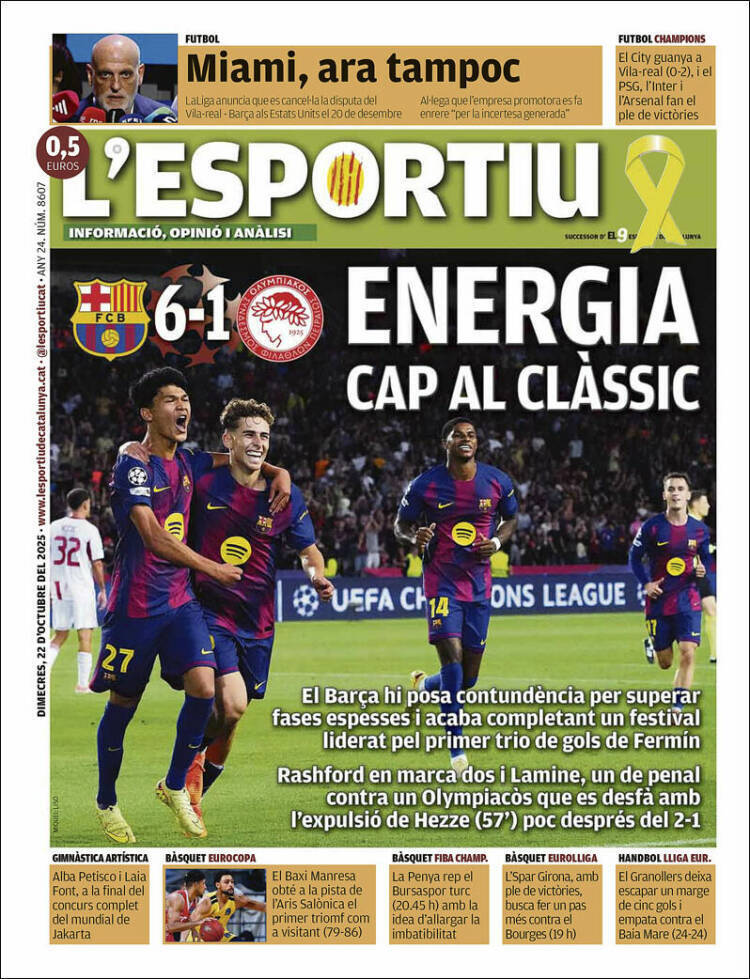 FUTBOL
Miami, ara tampoc
LaLiga anuncia que es cancel·la la disputa del
Vila-real - Barça als Estats Units el 20 de desembre
Al·lega que l'empresa promotora es fa
enrere "per la incertesa generada"
FUTBOL CHAMPIONS
El City guanya a
Vila-real (0-2), i el
PSG, l'Inter i
l'Arsenal fan el
ple de victòries
0,5
EUROS
L'ESPORTIU
INFORMACIÓ, OPINIÓ I ANÀLISI
SUCCESSOR D' EL 9
DIMECRES, 22 D'OCTUBRE DEL 2025 · www.lesportiudecatalunya.cat · @lesportiucat · ANY 24. NÚM. 8607
FCB
6-1
1925
ENERGIA
CAP AL CLÀSSIC
32
27
14
UEFA CH ONS LEAGUE
El Barça hi posa contundència per superar
fases espesses i acaba completant un festival
liderat pel primer trio de gols de Fermín
Rashford en marca dos i Lamine, un de penal
contra un Olympiacòs que es desfà amb
l'expulsió de Hezze (57') poc després del 2-1
GIMNÀSTICA ARTÍSTICA
Alba Petisco i Laia
Font, a la final del
concurs complet
del mundial de
Jakarta
BÀSQUET EUROCOPA
El Baxi Manresa
obté a la pista de
l'Aris Salònica el
primer triomf com
a visitant (79-86)
BÀSQUET FIBA CHAMP.
La Penya rep el
Bursaspor turc
(20.45 h) amb la
idea d'allargar la
imbatibilitat
BÀSQUET EUROLLIGA
L'Spar Girona, amb
ple de victòries,
busca fer un pas
més contra el
Bourges (19 h)
HANDBOL LLIGA EUR.
El Granollers deixa
escapar un marge
de cinc gols i
empata contra el
Baia Mare (24-24)